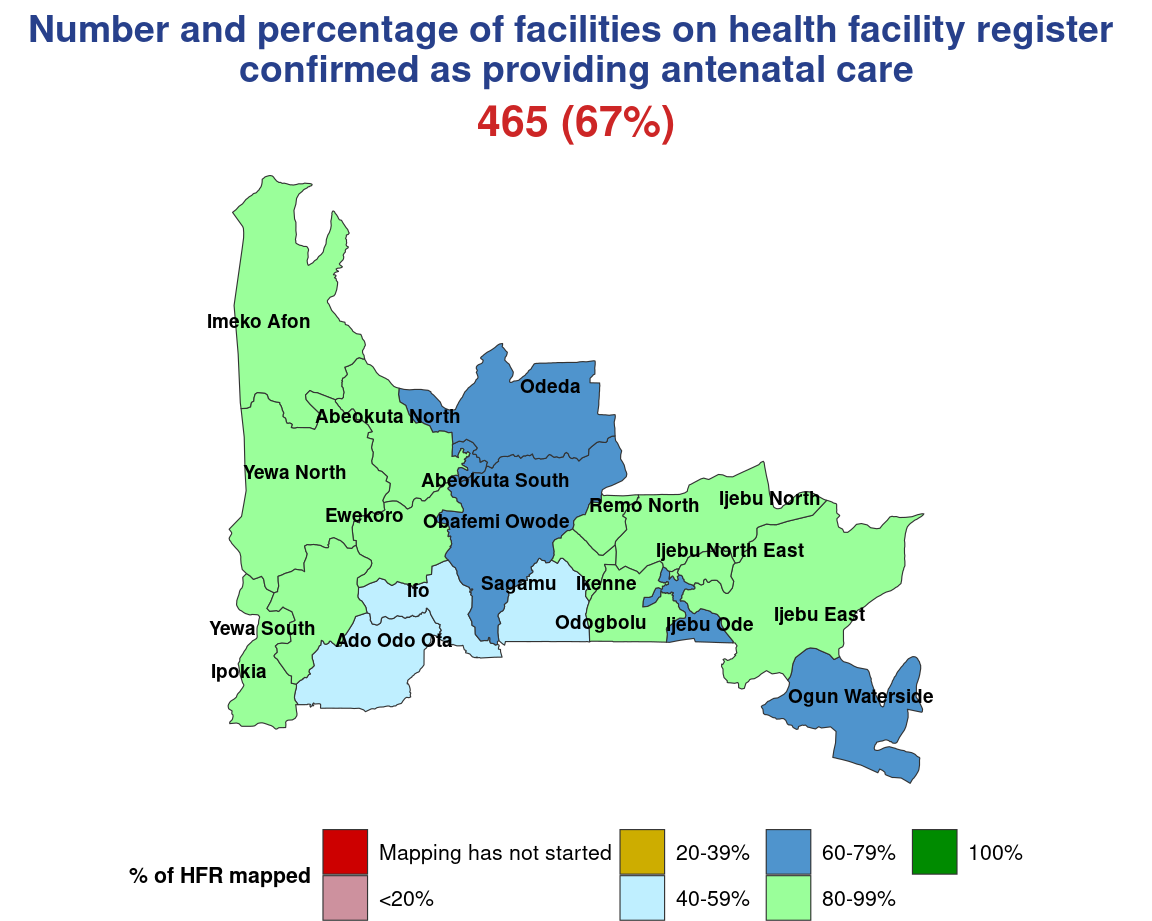 Number and percentage of facilities on health facility register
confirmed as providing antenatal care
465 (67%)
Imeko Afon
Odeda
Abeokuta North
Yewa North
Abeokuta South
Ijebu North
Remo North
Ewekoro
Obafemi Owode
Ijebu North East
Sagamu
Ikenne
Ifo
Ijebu East
Odogbolu
Ijebu Ode
Yewa South
Ado Odo Ota
Ipokia
Ogun Waterside
% of HFR mapped
Mapping has not started
<20%
20-39%
40-59%
60-79%
80-99%
100%